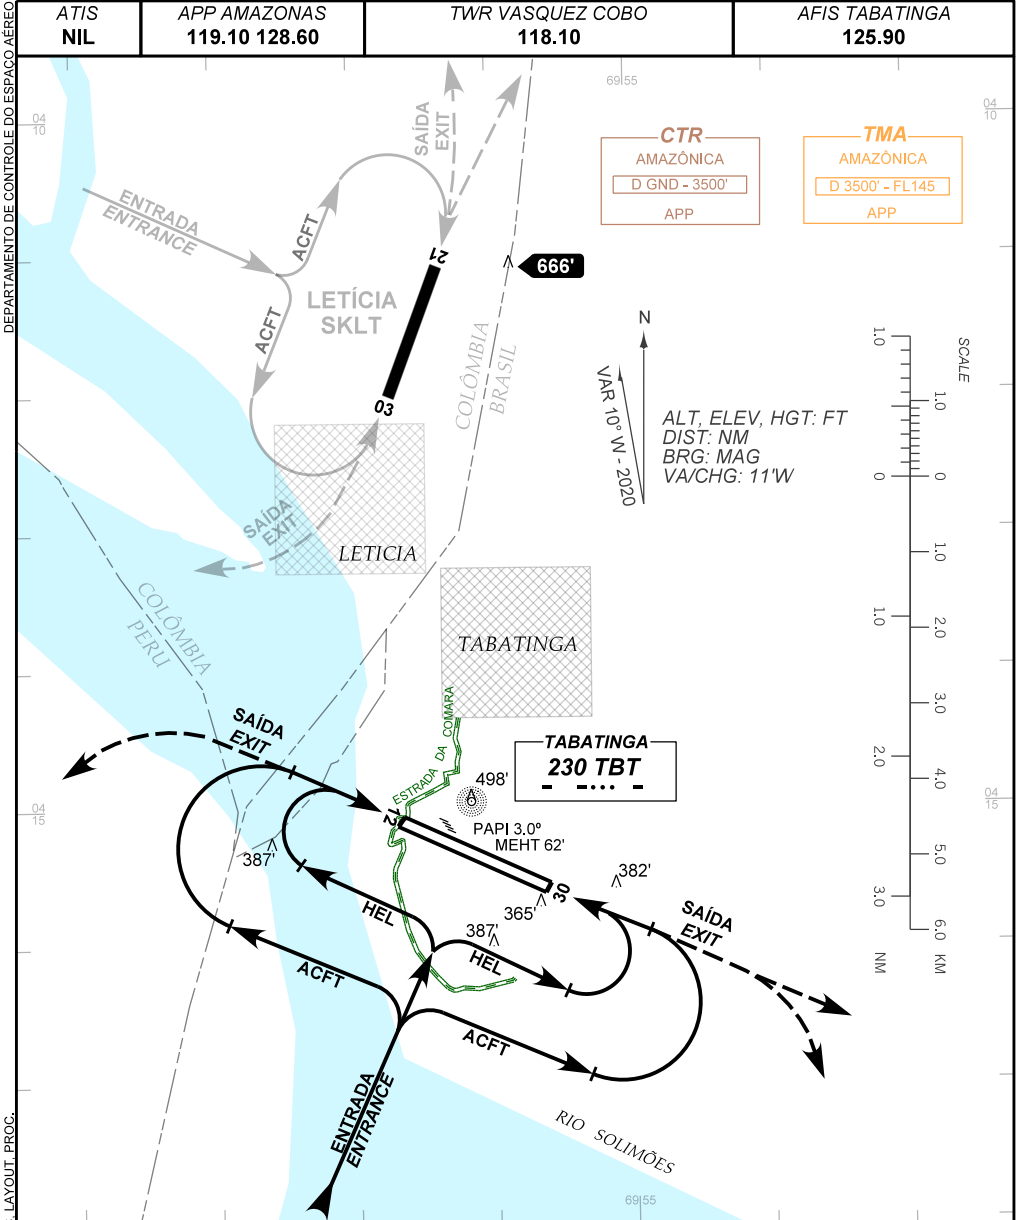 ATIS
NIL
APP AMAZONAS
119.10 128.60
TWR VASQUEZ COBO
118.10
AFIS TABATINGA
125.90
DEPARTAMENTO DE CONTROLE DO ESPAÇO AÉREO
69 55
04
10
04
10
SAÍDA
EXIT
CTR
AMAZÔNICA
D GND - 3500'
APP
TMA
AMAZÔNICA
D 3500' - FL145
APP
ENTRADA
ENTRANCE
ACFT
ACFT
21
666'
LETÍCIA
SKLT
03
COLÔMBIA
BRASIL
N
VAR 10° W - 2020
ALT, ELEV, HGT: FT
DIST: NM
BRG: MAG
VA/CHG: 11'W
SCALE
1.0
1.0
0
0
1.0
1.0
2.0
3.0
2.0
4.0
5.0
3.0
6.0
NM
KM
SAÍDA
EXIT
LETICIA
COLÔMBIA
PERU
TABATINGA
SAÍDA
EXIT
ESTRADA DA COMARA
TABATINGA
230 TBT
498'
04
15
04
15
12
PAPI 3.0°
MEHT 62'
387'
382'
30
365'
HEL
387'
HEL
SAÍDA
EXIT
ACFT
ACFT
ENTRADA
ENTRANCE
RIO SOLIMÕES
69 55
LAYOUT. PROC.